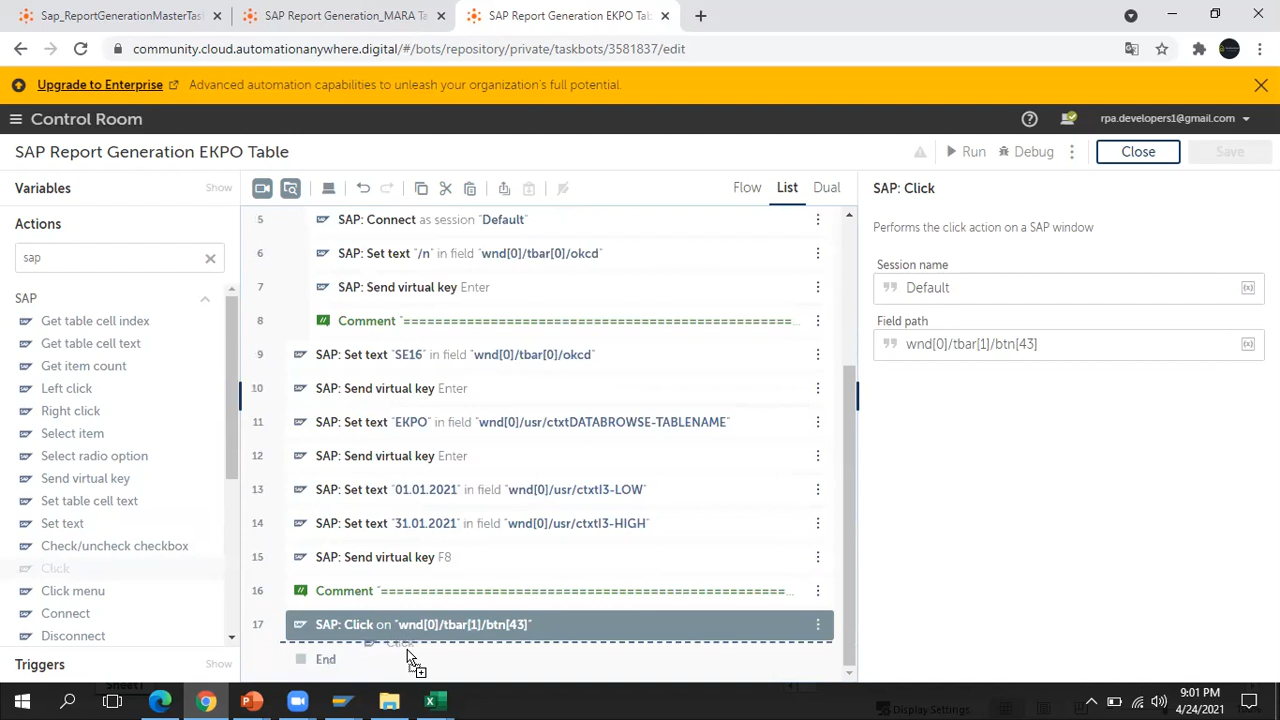 Sap_ReportGenerationMasterTas
SAP Report Generation_MARA Ta
SAP Report Generation EKPO Tab
community.cloud.automationanywhere.digital/#/bots/repository/private/taskbots/3581837/edit
Upgrade to Enterprise Advanced automation capabilities to unleash your organization's full potential.
Control Room
rpa.developers1@gmail.com
SAP Report Generation EKPO Table
Run Debug Close Save
Variables Show
Flow List Dual
Actions
sap
SAP
Get table cell index
Get table cell text
Get item count
Left click
Right click
Select item
Select radio option
Send virtual key
Set table cell text
Set text
Check/uncheck checkbox
Click
Click menu
Connect
Disconnect
Triggers Show
5 SAP: Connect as session "Default"
6 SAP: Set text "/n" in field "wnd[0]/tbar[0]/okcd"
7 SAP: Send virtual key Enter
8 Comment "==============================================...
9 SAP: Set text "SE16" in field "wnd[0]/tbar[0]/okcd"
10 SAP: Send virtual key Enter
11 SAP: Set text "EKPO" in field "wnd[0]/usr/ctxtDATABROWSE-TABLENAME"
12 SAP: Send virtual key Enter
13 SAP: Set text "01.01.2021" in field "wnd[0]/usr/ctxtI3-LOW"
14 SAP: Set text "31.01.2021" in field "wnd[0]/usr/ctxtI3-HIGH"
15 SAP: Send virtual key F8
16 Comment "================================================...
17 SAP: Click on "wnd[0]/tbar[1]/btn[43]"
Click
End
SAP: Click
Performs the click action on a SAP window
Session name
Default
Field path
wnd[0]/tbar[1]/btn[43]
Sheet1
Display Settings
9:01 PM
4/24/2021